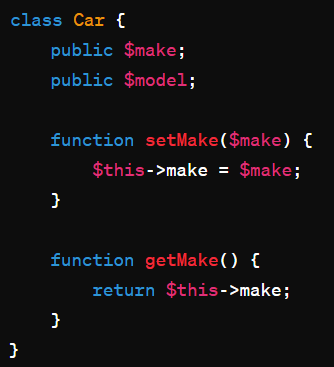 class Car {
    public $make;
    public $model;

    function setMake($make) {
        $this->make = $make;
    }

    function getMake() {
        return $this->make;
    }
}